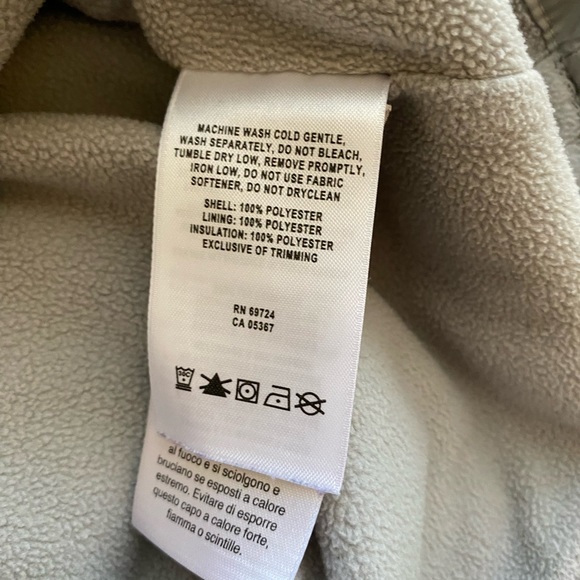 MACHINE WASH COLD GENTLE,
WASH SEPARATELY, DO NOT BLEACH,
TUMBLE DRY LOW, REMOVE PROMPTLY,
IRON LOW, DO NOT USE FABRIC
SOFTENER, DO NOT DRYCLEAN
SHELL: 100% POLYESTER
LINING: 100% POLYESTER
INSULATION: 100% POLYESTER
EXCLUSIVE OF TRIMMING
RN 69724
CA 05367
30C
al fuoco e si sciolgono e
bruciano se esposti a calore
estremo. Evitare di esporre
questo capo a calore forte,
fiamma o scintille.